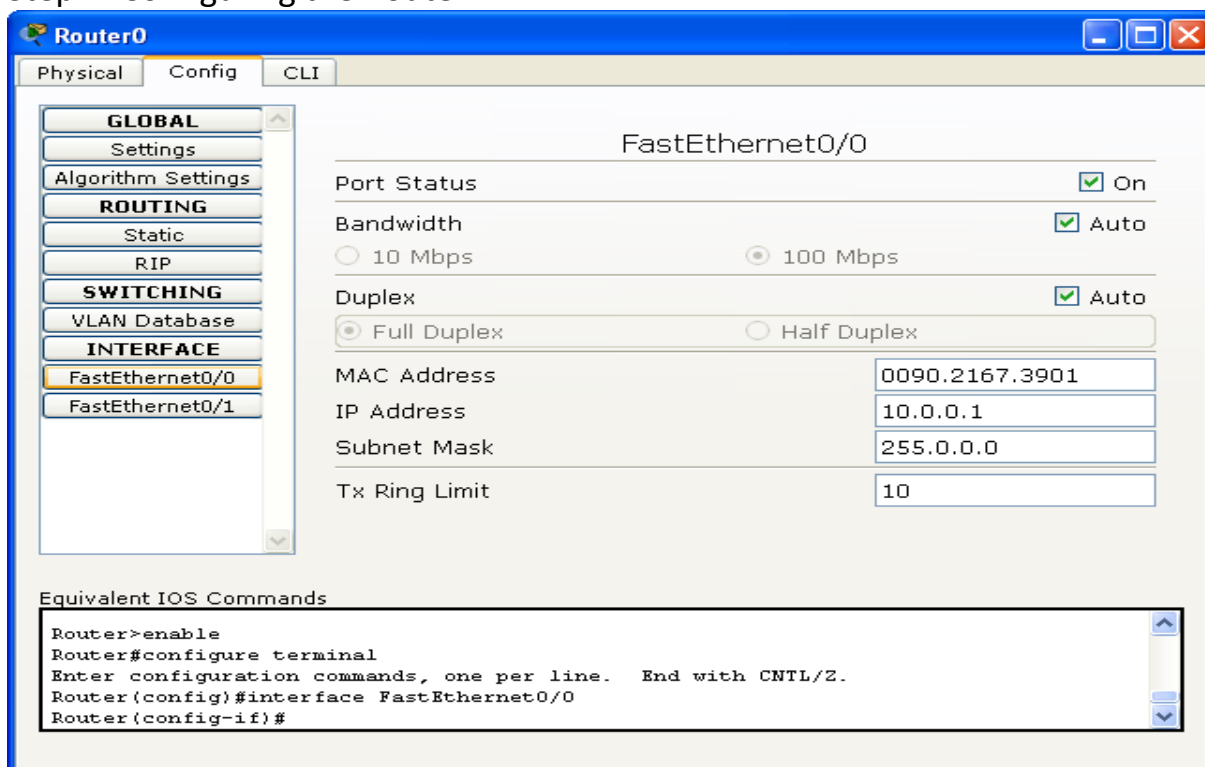 Router0
Physical Config CLI
GLOBAL
Settings
Algorithm Settings
ROUTING
Static
RIP
SWITCHING
VLAN Database
INTERFACE
FastEthernet0/0
FastEthernet0/1
FastEthernet0/0
Port Status On
Bandwidth Auto
10 Mbps 100 Mbps
Duplex Auto
Full Duplex Half Duplex
MAC Address 0090.2167.3901
IP Address 10.0.0.1
Subnet Mask 255.0.0.0
Tx Ring Limit 10
Equivalent IOS Commands
Router>enable
Router#configure terminal
Enter configuration commands, one per line. End with CNTL/Z.
Router(config)#interface FastEthernet0/0
Router(config-if)#